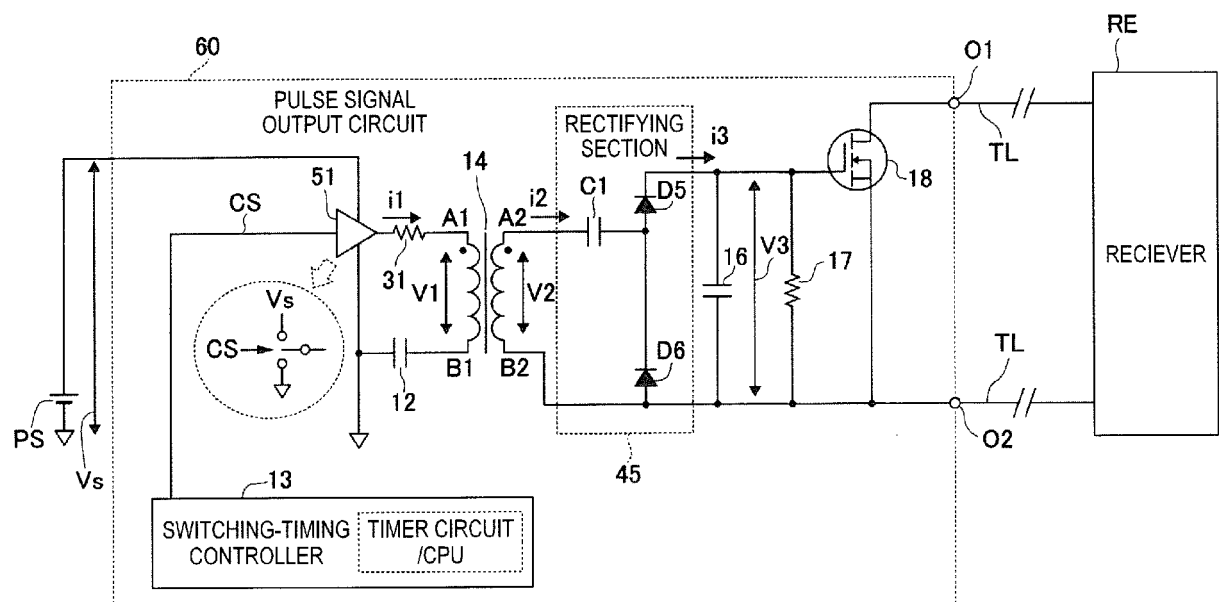 60
RE
O1
PULSE SIGNAL
OUTPUT CIRCUIT
RECTIFYING
SECTION
i3
TL
18
14
51
CS
i1
A1
A2
i2
C1
D5
31
V1
V2
16
V3
17
RECIEVER
Vs
CS
B1
B2
D6
12
TL
PS
O2
Vs
45
13
SWITCHING-TIMING
CONTROLLER
TIMER CIRCUIT
/CPU